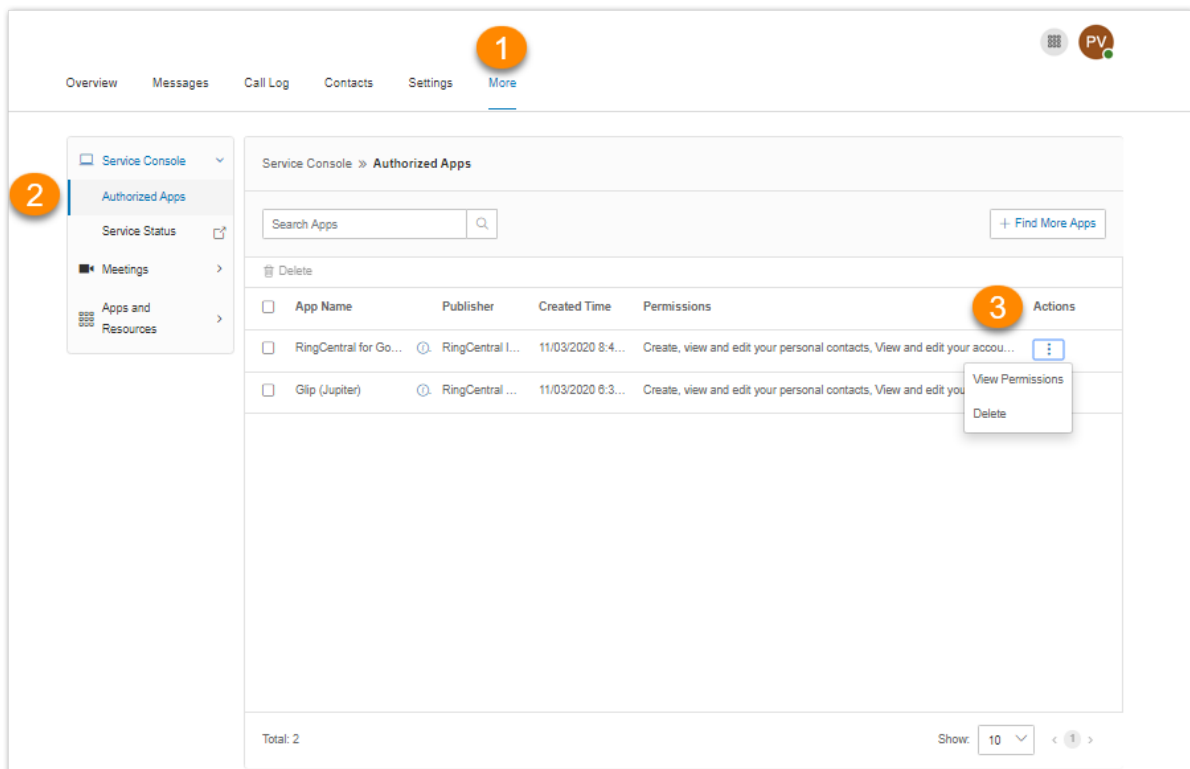 1
PV
Overview Messages Call Log Contacts Settings More
Service Console
Service Console » Authorized Apps
2
Authorized Apps
Search Apps
+ Find More Apps
Service Status
Meetings
Delete
Apps and
Resources
App Name Publisher Created Time Permissions 3 Actions
RingCentral for Go... RingCentral I... 11/03/2020 8:4... Create, view and edit your personal contacts, View and edit your accou...
View Permissions
Glip (Jupiter) RingCentral ... 11/03/2020 6:3... Create, view and edit your personal contacts, View and edit you
Delete
Total: 2
Show: 10 < 1 >